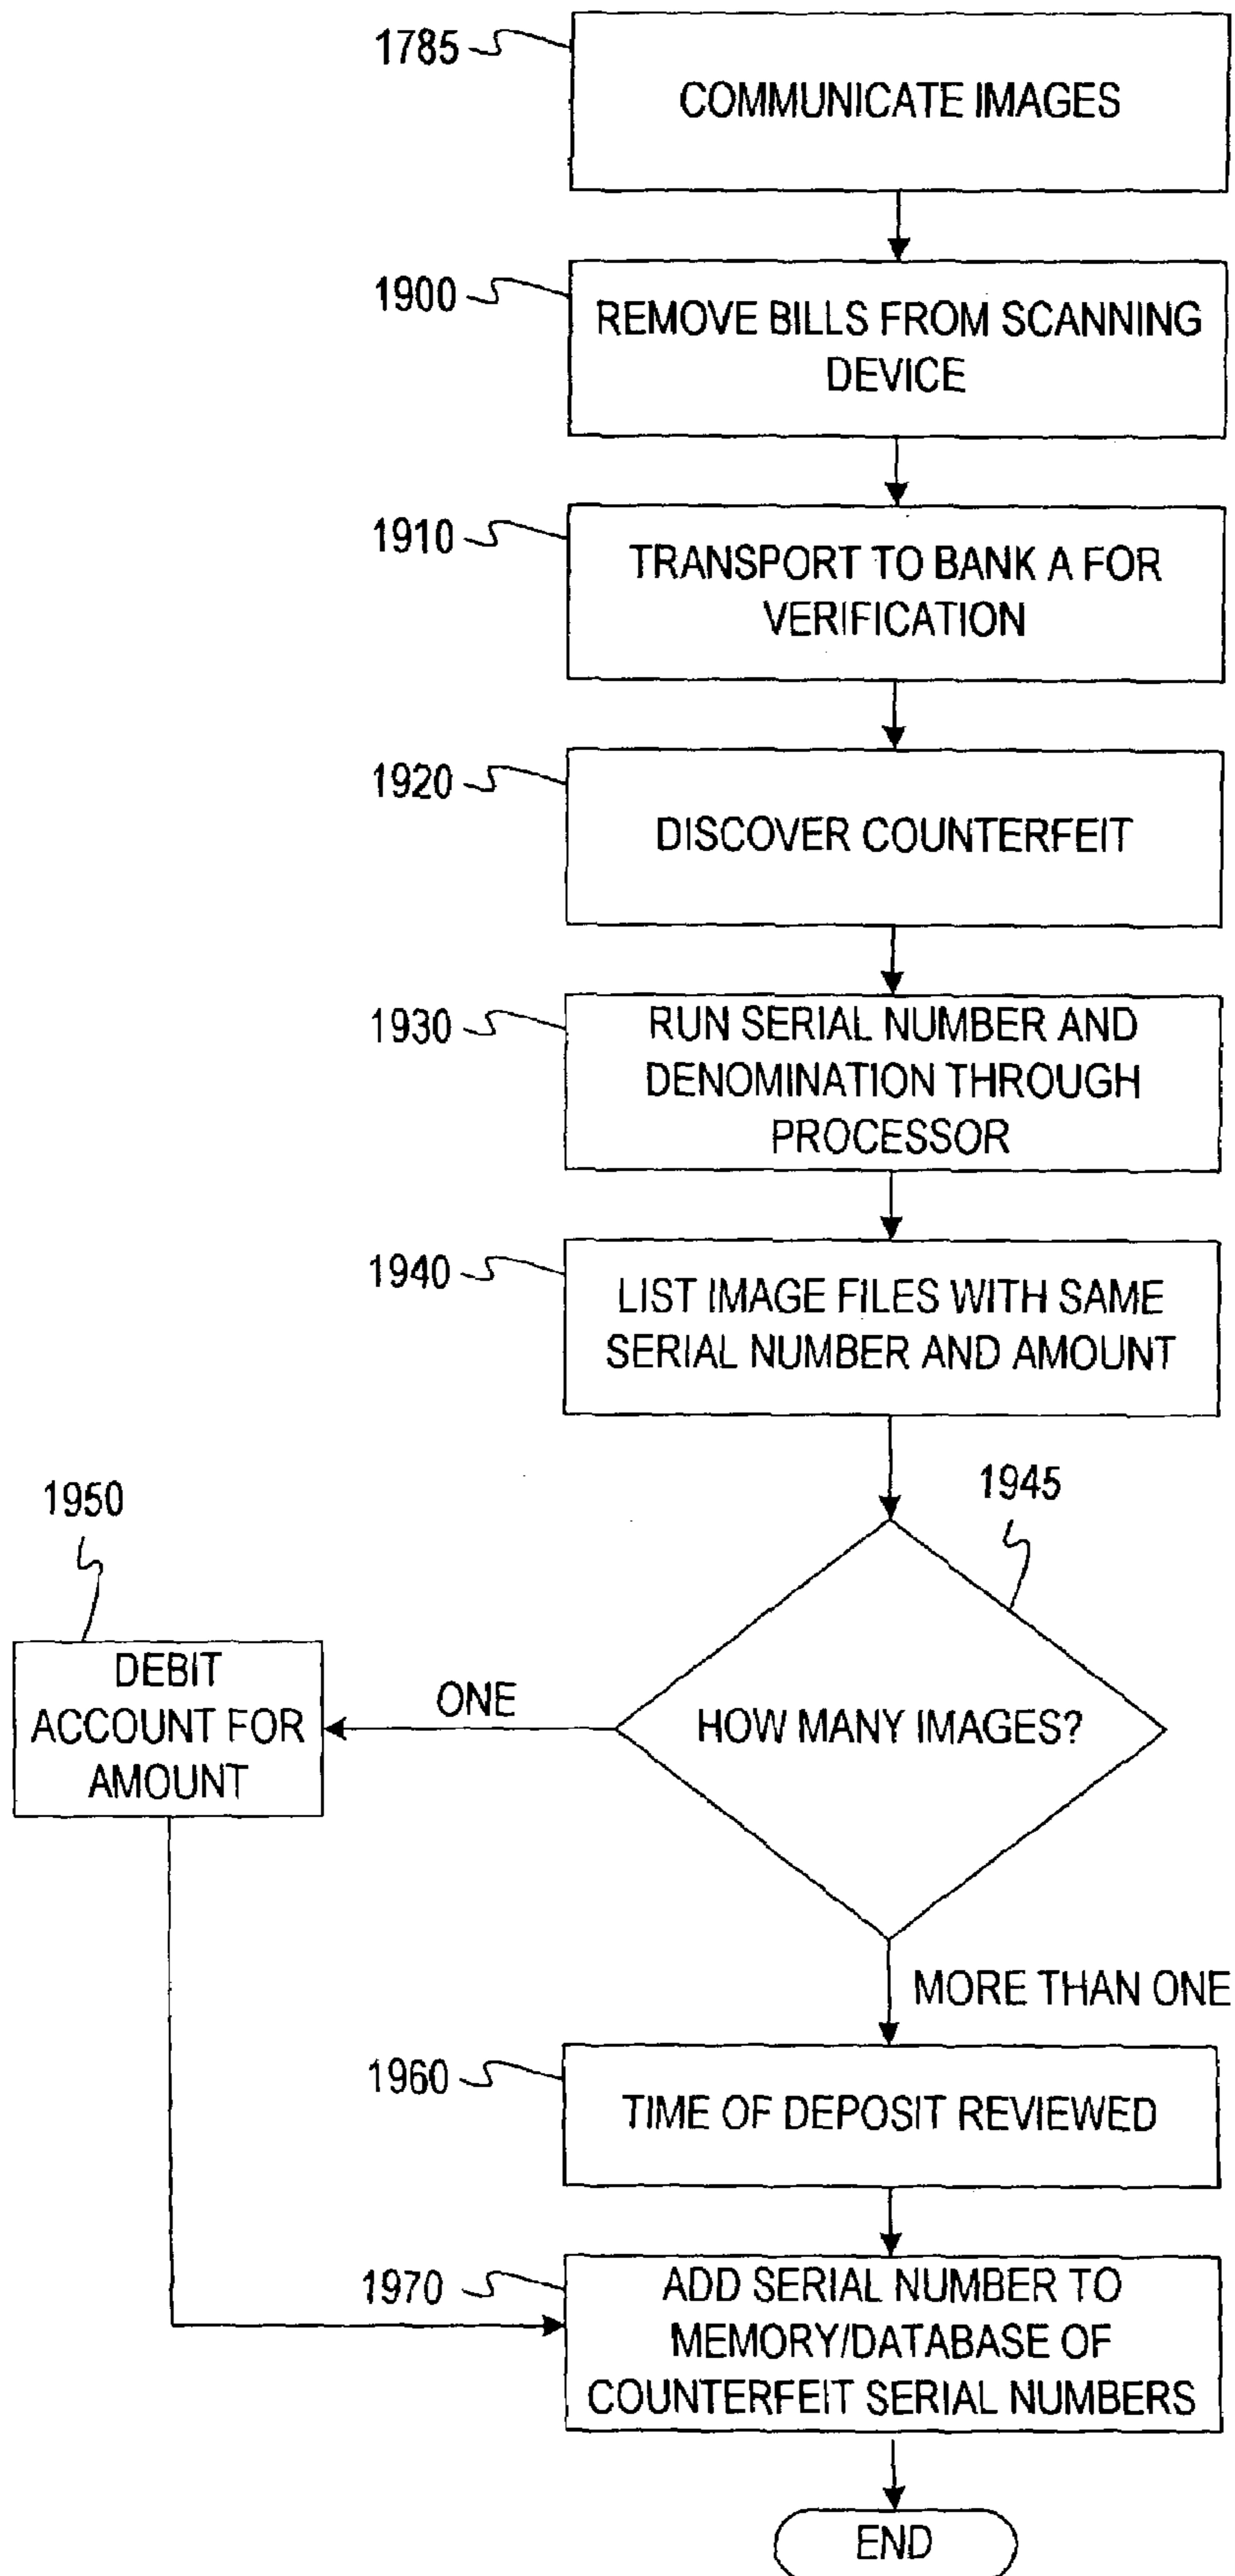 1785
COMMUNICATE IMAGES
1900
REMOVE BILLS FROM SCANNING
DEVICE
1910
TRANSPORT TO BANK A FOR
VERIFICATION
1920
DISCOVER COUNTERFEIT
1930
RUN SERIAL NUMBER AND
DENOMINATION THROUGH
PROCESSOR
1940
LIST IMAGE FILES WITH SAME
SERIAL NUMBER AND AMOUNT
1945
HOW MANY IMAGES?
ONE
1950
DEBIT
ACCOUNT FOR
AMOUNT
MORE THAN ONE
1960
TIME OF DEPOSIT REVIEWED
1970
ADD SERIAL NUMBER TO
MEMORY/DATABASE OF
COUNTERFEIT SERIAL NUMBERS
END